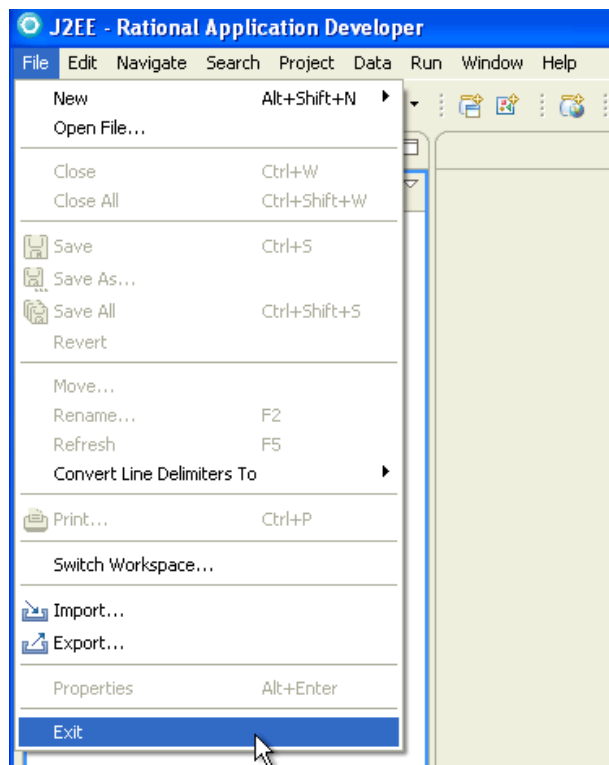 J2EE - Rational Application Developer
File Edit Navigate Search Project Data Run Window Help
New Alt+Shift+N
Open File...
Close Ctrl+W
Close All Ctrl+Shift+W
Save Ctrl+S
Save As...
Save All Ctrl+Shift+S
Revert
Move...
Rename... F2
Refresh F5
Convert Line Delimiters To
Print... Ctrl+P
Switch Workspace...
Import...
Export...
Properties Alt+Enter
Exit